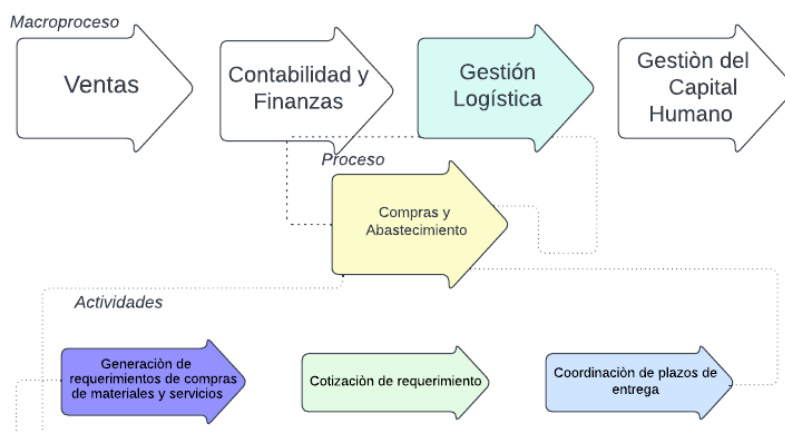 Macroproceso
Ventas
Contabilidad y
Finanzas
Gestión
Logística
Gestiòn del
Capital
Humano
Proceso
Compras y
Abastecimiento
Actividades
Generaciòn de
requerimientos de compras
de materiales y servicios
Cotizaciòn de requerimiento
Coordinaciòn de plazos de
entrega